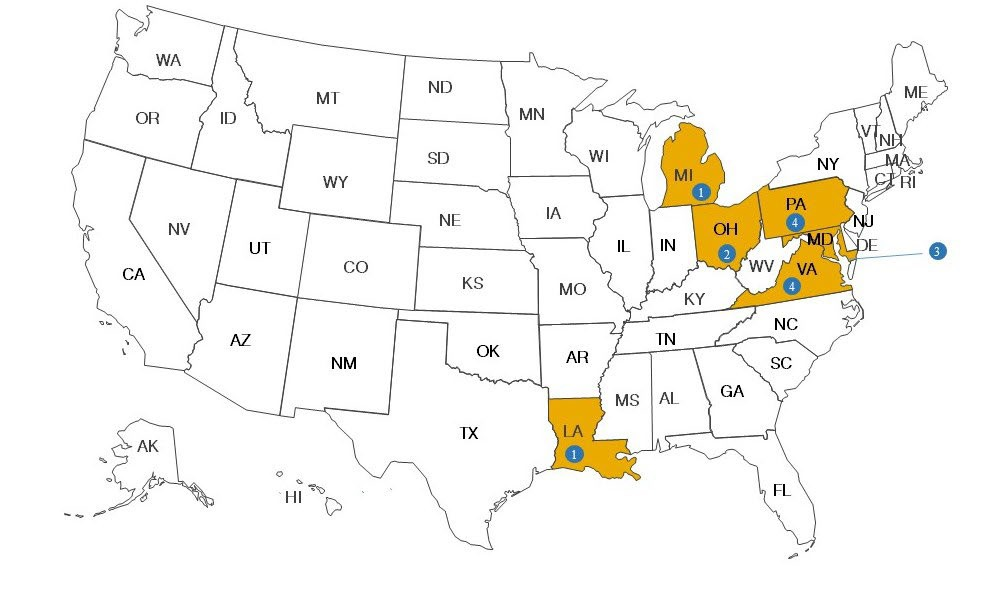 WA
OR
ID
MT
ND
SD
MN
WY
NE
IA
WI
MI
1
NV
UT
CO
CA
KS
MO
IL
IN
OH
2
PA
4
NY
VT
NH
ME
MA
CT
RI
NJ
MD
DE
3
WV
VA
4
KY
NC
TN
SC
AZ
NM
OK
AR
MS
AL
GA
TX
LA
1
FL
AK
HI